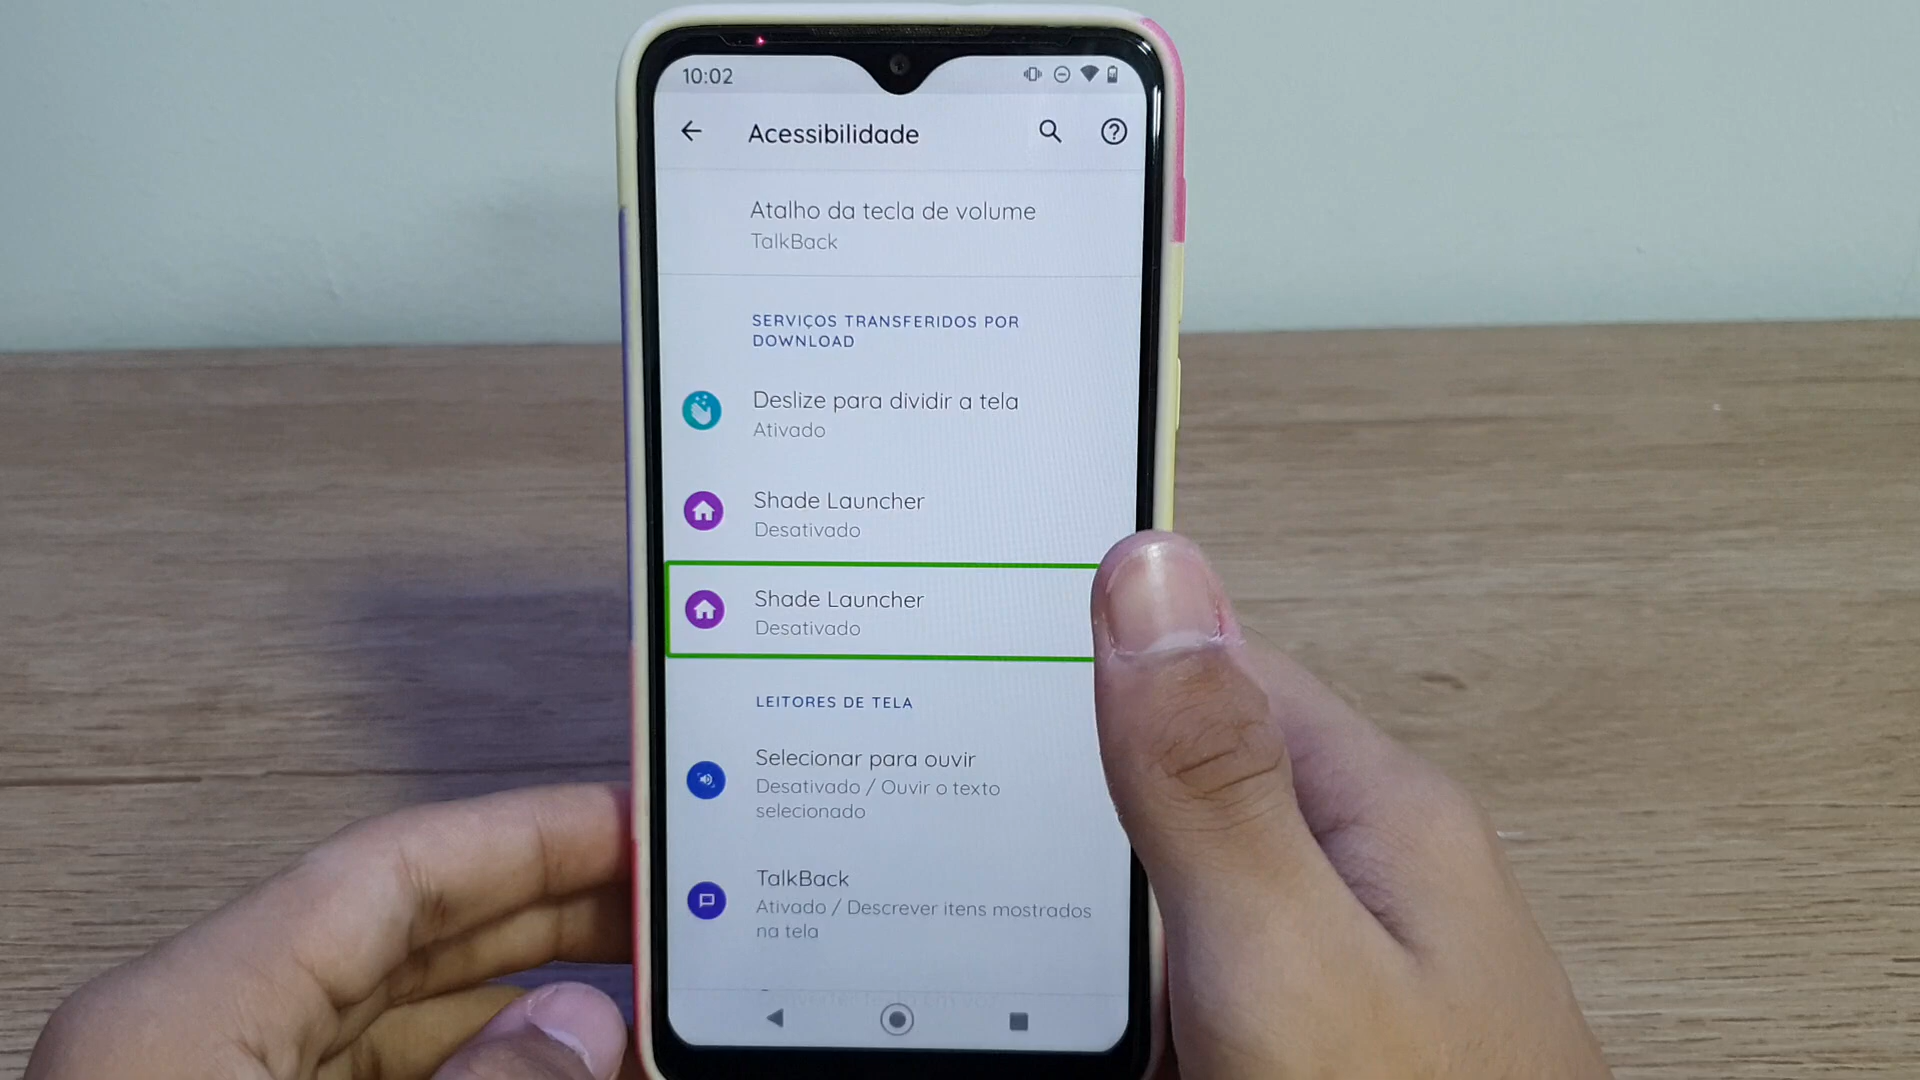 10:02
Acessibilidade
Atalho da tecla de volume
TalkBack
SERVIÇOS TRANSFERIDOS POR
DOWNLOAD
Deslize para dividir a tela
Ativado
Shade Launcher
Desativado
Shade Launcher
Desativado
LEITORES DE TELA
Selecionar para ouvir
Desativado / Ouvir o texto
selecionado
TalkBack
Ativado / Descrever itens mostrados
na tela